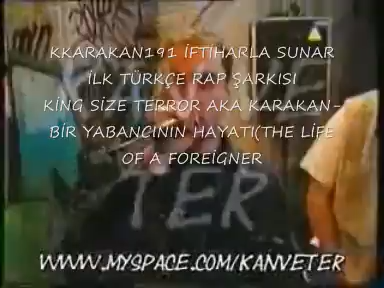 KKARAKAN191 İFTIHARLA SUNAR
İLK TÜRKÇE RAP ŞARKISI
KİNG SİZE TERROR AKA KARAKAN-
BİR YABANCININ HAYATI(THE LİFE
OF A FOREİGNER
TER
WWW.MYSPACE.COM/KANVETER